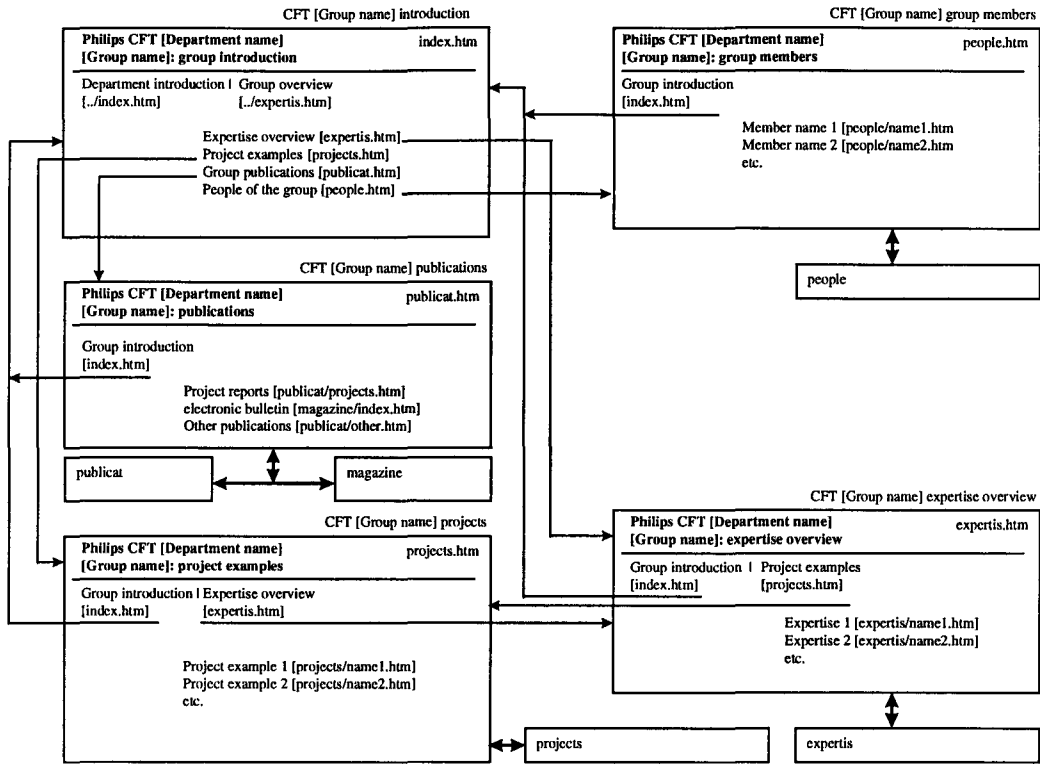 CFT [Group name] introduction
Philips CFT [Department name] index.htm
[Group name]: group introduction
Department introduction | Group overview
[../index.htm] [../expertis.htm]
Expertise overview [expertis.htm]
Project examples [projects.htm]
Group publications [publicat.htm]
People of the group [people.htm]
CFT [Group name] group members
Philips CFT [Department name] people.htm
[Group name]: group members
Group introduction
[index.htm]
Member name 1 [people/name1.htm
Member name 2 [people/name2.htm
etc.
people
CFT [Group name] publications
Philips CFT [Department name] publicat.htm
[Group name]: publications
Group introduction
[index.htm]
Project reports [publicat/projects.htm]
electronic bulletin [magazine/index.htm]
Other publications [publicat/other.htm]
publicat
magazine
CFT [Group name] projects
Philips CFT [Department name] projects.htm
[Group name]: project examples
Group introduction | Expertise overview
[index.htm] [expertis.htm]
Project example 1 [projects/name1.htm]
Project example 2 [projects/name2.htm]
etc.
projects
CFT [Group name] expertise overview
Philips CFT [Department name] expertis.htm
[Group name]: expertise overview
Group introduction | Project examples
[index.htm] [projects.htm]
Expertise 1 [expertis/name1.htm]
Expertise 2 [expertis/name2.htm]
etc.
expertis